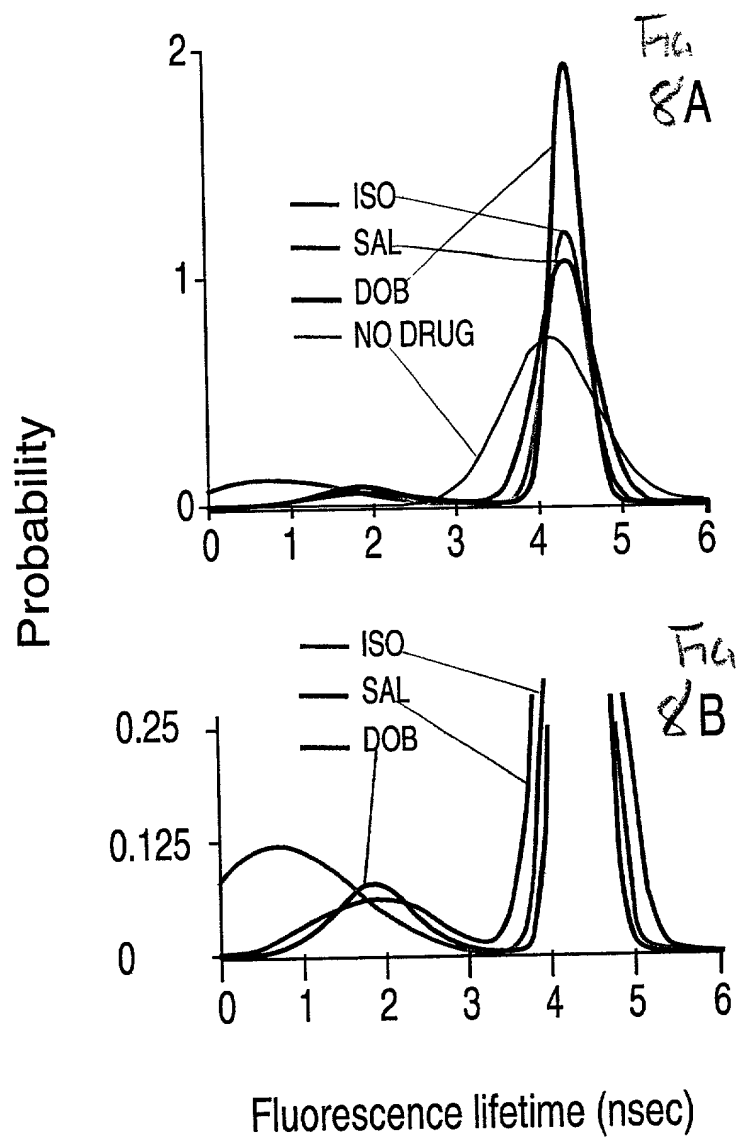 FIG
8A
2
ISO
SAL
1
DOB
NO DRUG
0
0 1 2 3 4 5 6
Probability
FIG
8B
ISO
SAL
DOB
0.25
0.125
0
0 1 2 3 4 5 6
Fluorescence lifetime (nsec)